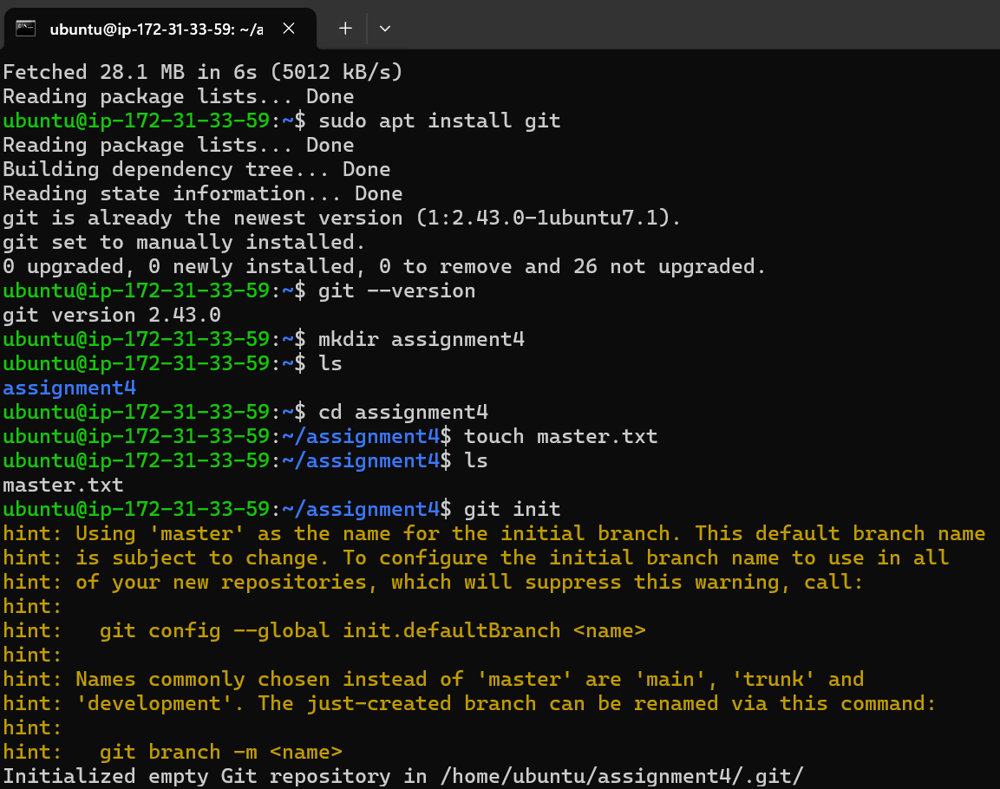 ubuntu@ip-172-31-33-59: ~/a
Fetched 28.1 MB in 6s (5012 kB/s)
Reading package lists... Done
ubuntu@ip-172-31-33-59:~$ sudo apt install git
Reading package lists... Done
Building dependency tree... Done
Reading state information... Done
git is already the newest version (1:2.43.0-1ubuntu7.1).
git set to manually installed.
0 upgraded, 0 newly installed, 0 to remove and 26 not upgraded.
ubuntu@ip-172-31-33-59:~$ git --version
git version 2.43.0
ubuntu@ip-172-31-33-59:~$ mkdir assignment4
ubuntu@ip-172-31-33-59:~$ ls
assignment4
ubuntu@ip-172-31-33-59:~$ cd assignment4
ubuntu@ip-172-31-33-59:~/assignment4$ touch master.txt
ubuntu@ip-172-31-33-59:~/assignment4$ ls
master.txt
ubuntu@ip-172-31-33-59:~/assignment4$ git init
hint: Using 'master' as the name for the initial branch. This default branch name
hint: is subject to change. To configure the initial branch name to use in all
hint: of your new repositories, which will suppress this warning, call:
hint:
hint:   git config --global init.defaultBranch <name>
hint:
hint: Names commonly chosen instead of 'master' are 'main', 'trunk' and
hint: 'development'. The just-created branch can be renamed via this command:
hint:
hint:   git branch -m <name>
Initialized empty Git repository in /home/ubuntu/assignment4/.git/